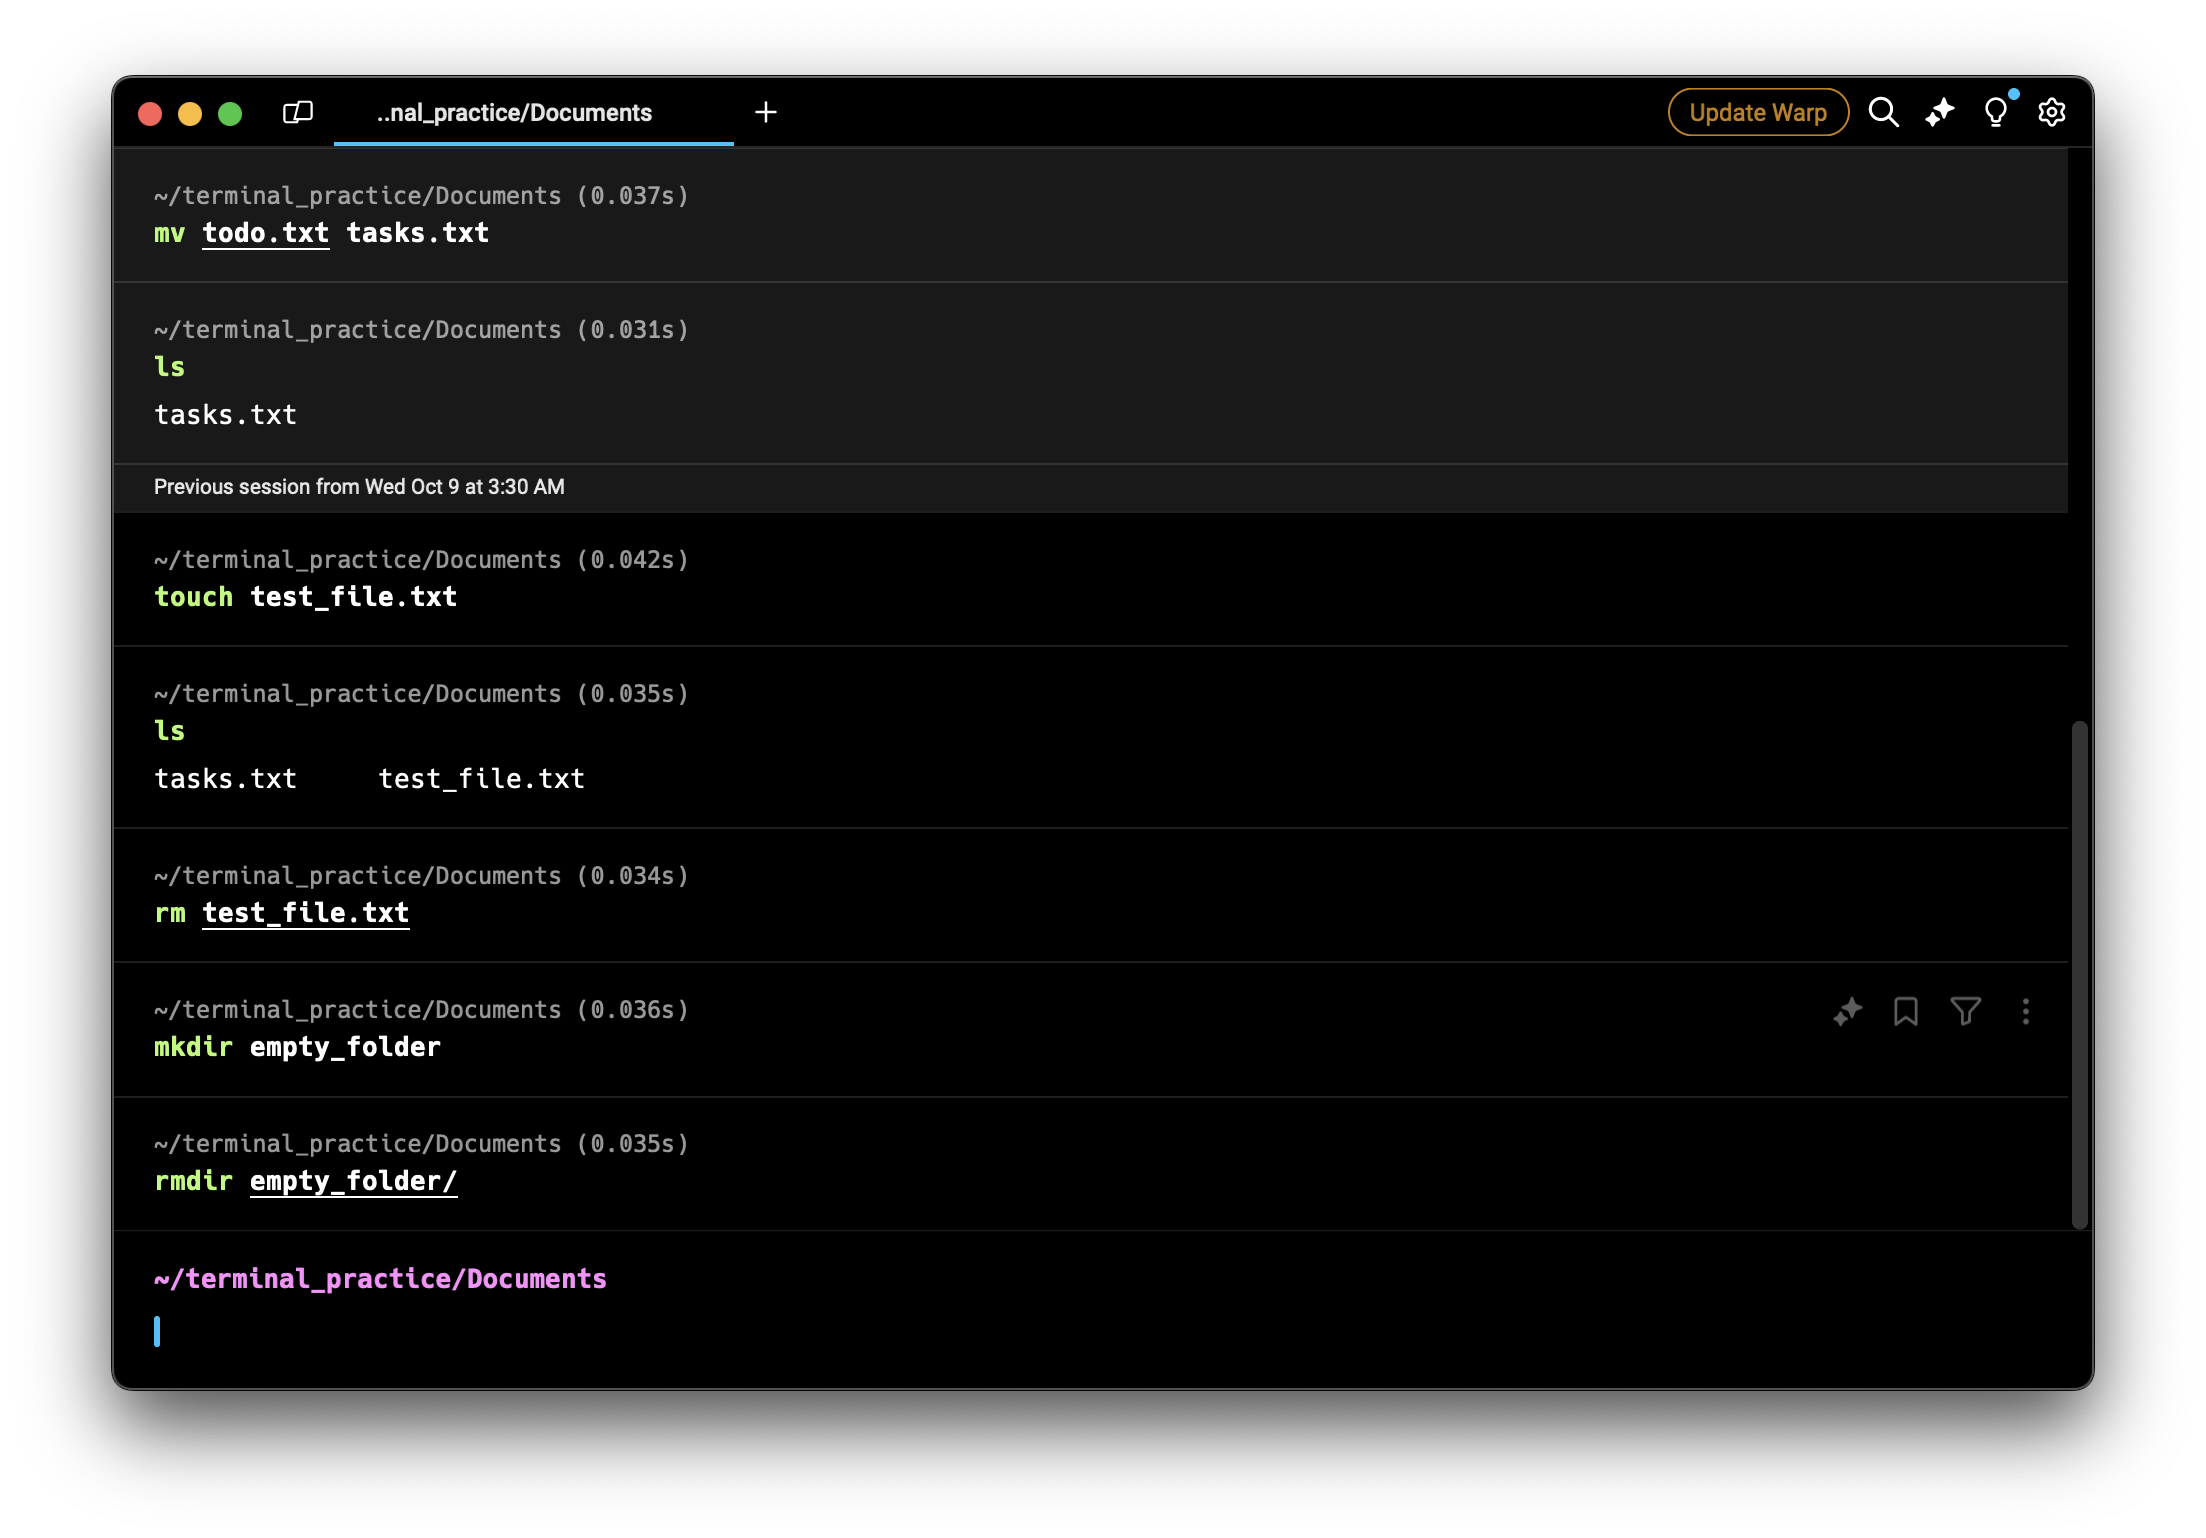 ..nal_practice/Documents
Update Warp
~/terminal_practice/Documents (0.037s)
mv todo.txt tasks.txt
~/terminal_practice/Documents (0.031s)
ls
tasks.txt
Previous session from Wed Oct 9 at 3:30 AM
~/terminal_practice/Documents (0.042s)
touch test_file.txt
~/terminal_practice/Documents (0.035s)
ls
tasks.txt     test_file.txt
~/terminal_practice/Documents (0.034s)
rm test_file.txt
~/terminal_practice/Documents (0.036s)
mkdir empty_folder
~/terminal_practice/Documents (0.035s)
rmdir empty_folder/
~/terminal_practice/Documents